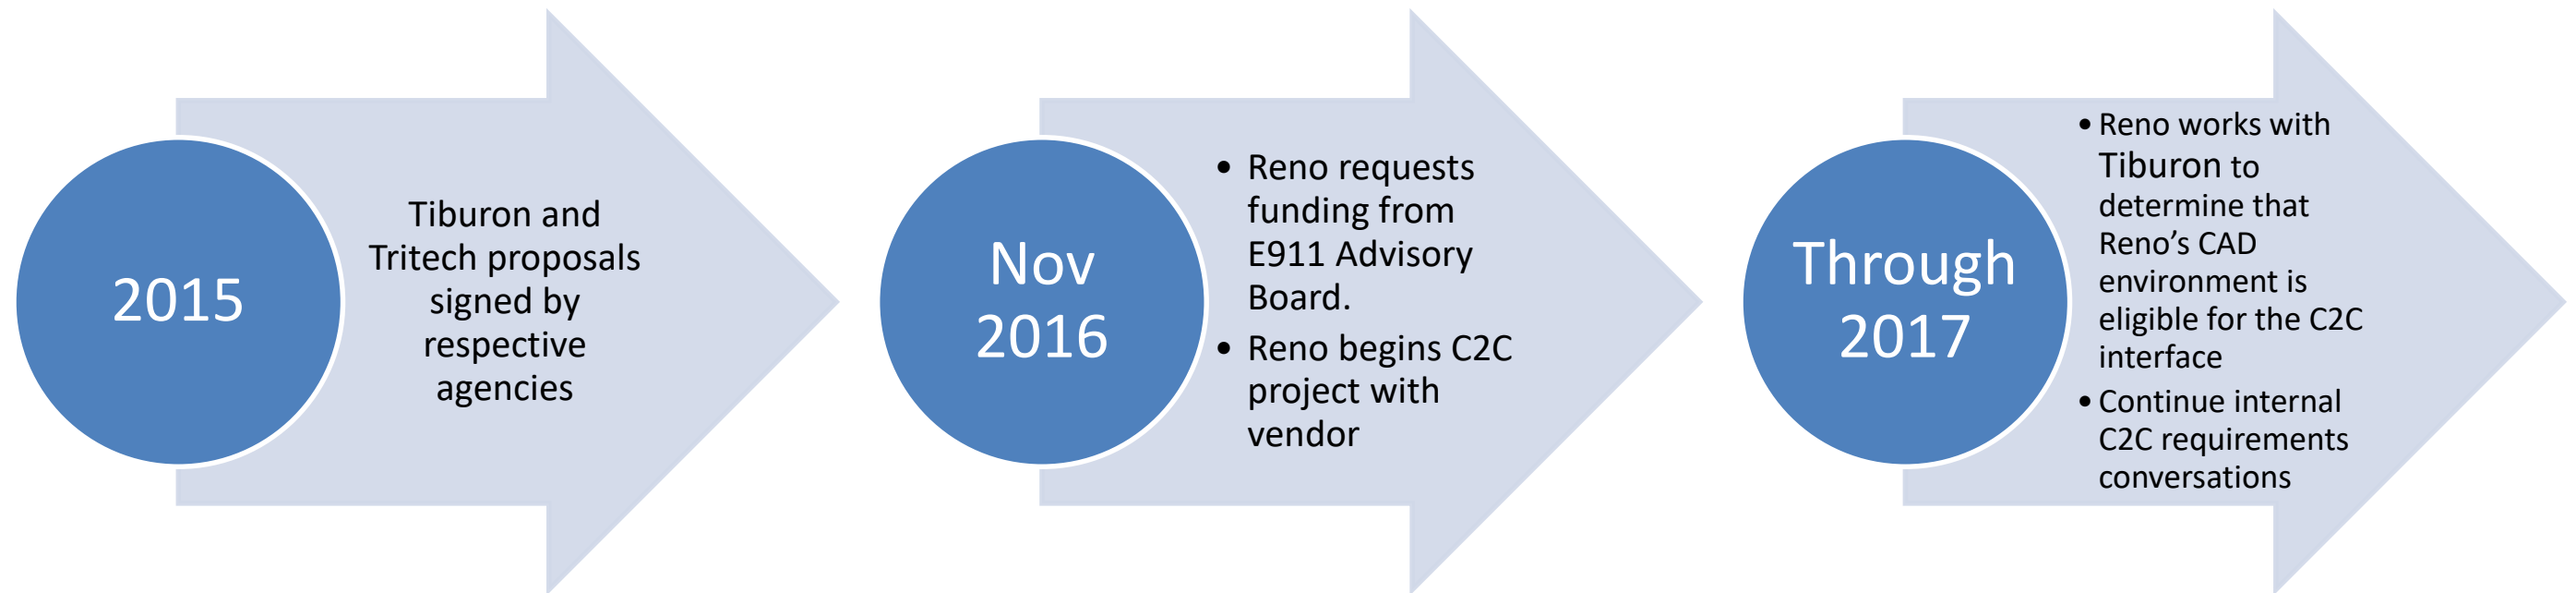 2015
Tiburon and
Tritech proposals
signed by
respective
agencies
Nov
2016
• Reno requests
funding from
E911 Advisory
Board.
• Reno begins C2C
project with
vendor
Through
2017
• Reno works with
Tiburon to
determine that
Reno’s CAD
environment is
eligible for the C2C
interface
• Continue internal
C2C requirements
conversations